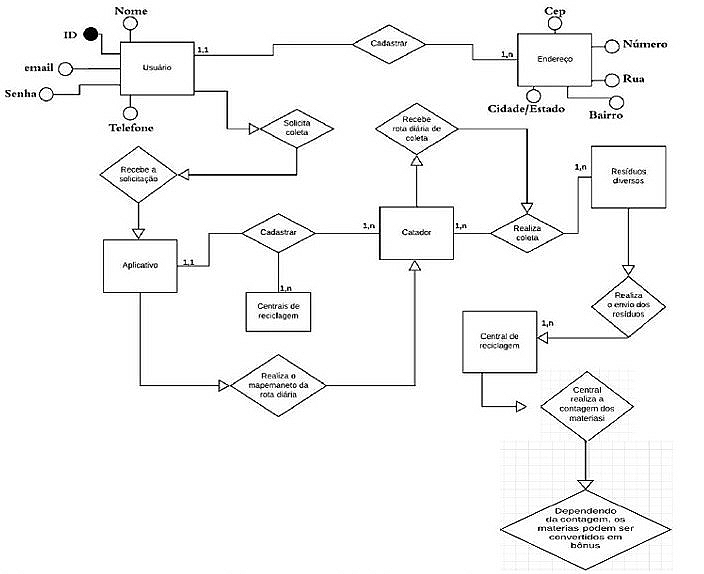 Nome
ID
email
Senha
Usuário
Telefone
1,1
Cadastrar
1,n
Cep
Endereço
Número
Rua
Cidade/Estado
Bairro
Solicita
coleta
Recebe a
solicitação
Recebe
rota diária de
coleta
Resíduos
diversos
1,n
Aplicativo
1,1
Cadastrar
1,n
Catador
1,n
Realiza
coleta
1,n
Centrais de
reciclagem
Realiza
o envio dos
resíduos
1,n
Central de
reciclagem
Realiza o
mapemaneto da
rota diária
Central
realiza a
contagem dos
materiasi
Dependendo
da contagem, os
materias podem ser
convertidos em
bônus